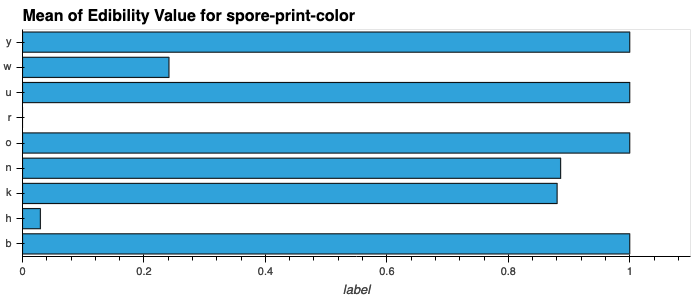 Mean of Edibility Value for spore-print-color
y
w
u
r
o
n
k
h
b
0 0.2 0.4 0.6 0.8 1
label